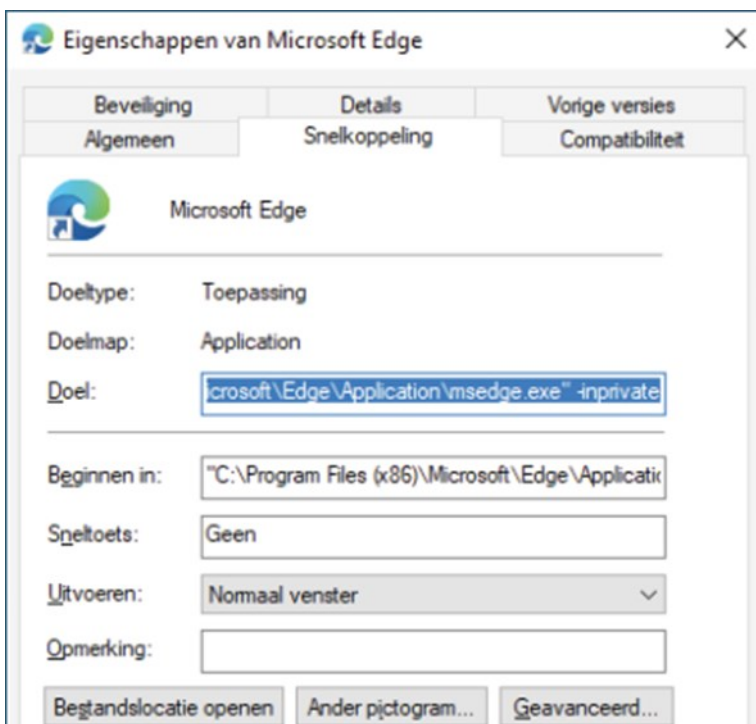 Eigenschappen van Microsoft Edge
Beveiliging Details Vorige versies
Algemeen Snelkoppeling Compatibiliteit
Microsoft Edge
Doeltype: Toepassing
Doelmap: Application
Doel: icrosoft\Edge\Application\msedge.exe" -inprivate
Beginnen in: "C:\Program Files (x86)\Microsoft\Edge\Applicatic
Sneltoets: Geen
Uitvoeren: Normaal venster
Opmerking:
Bestandslocatie openen Ander pictogram... Geavanceerd...